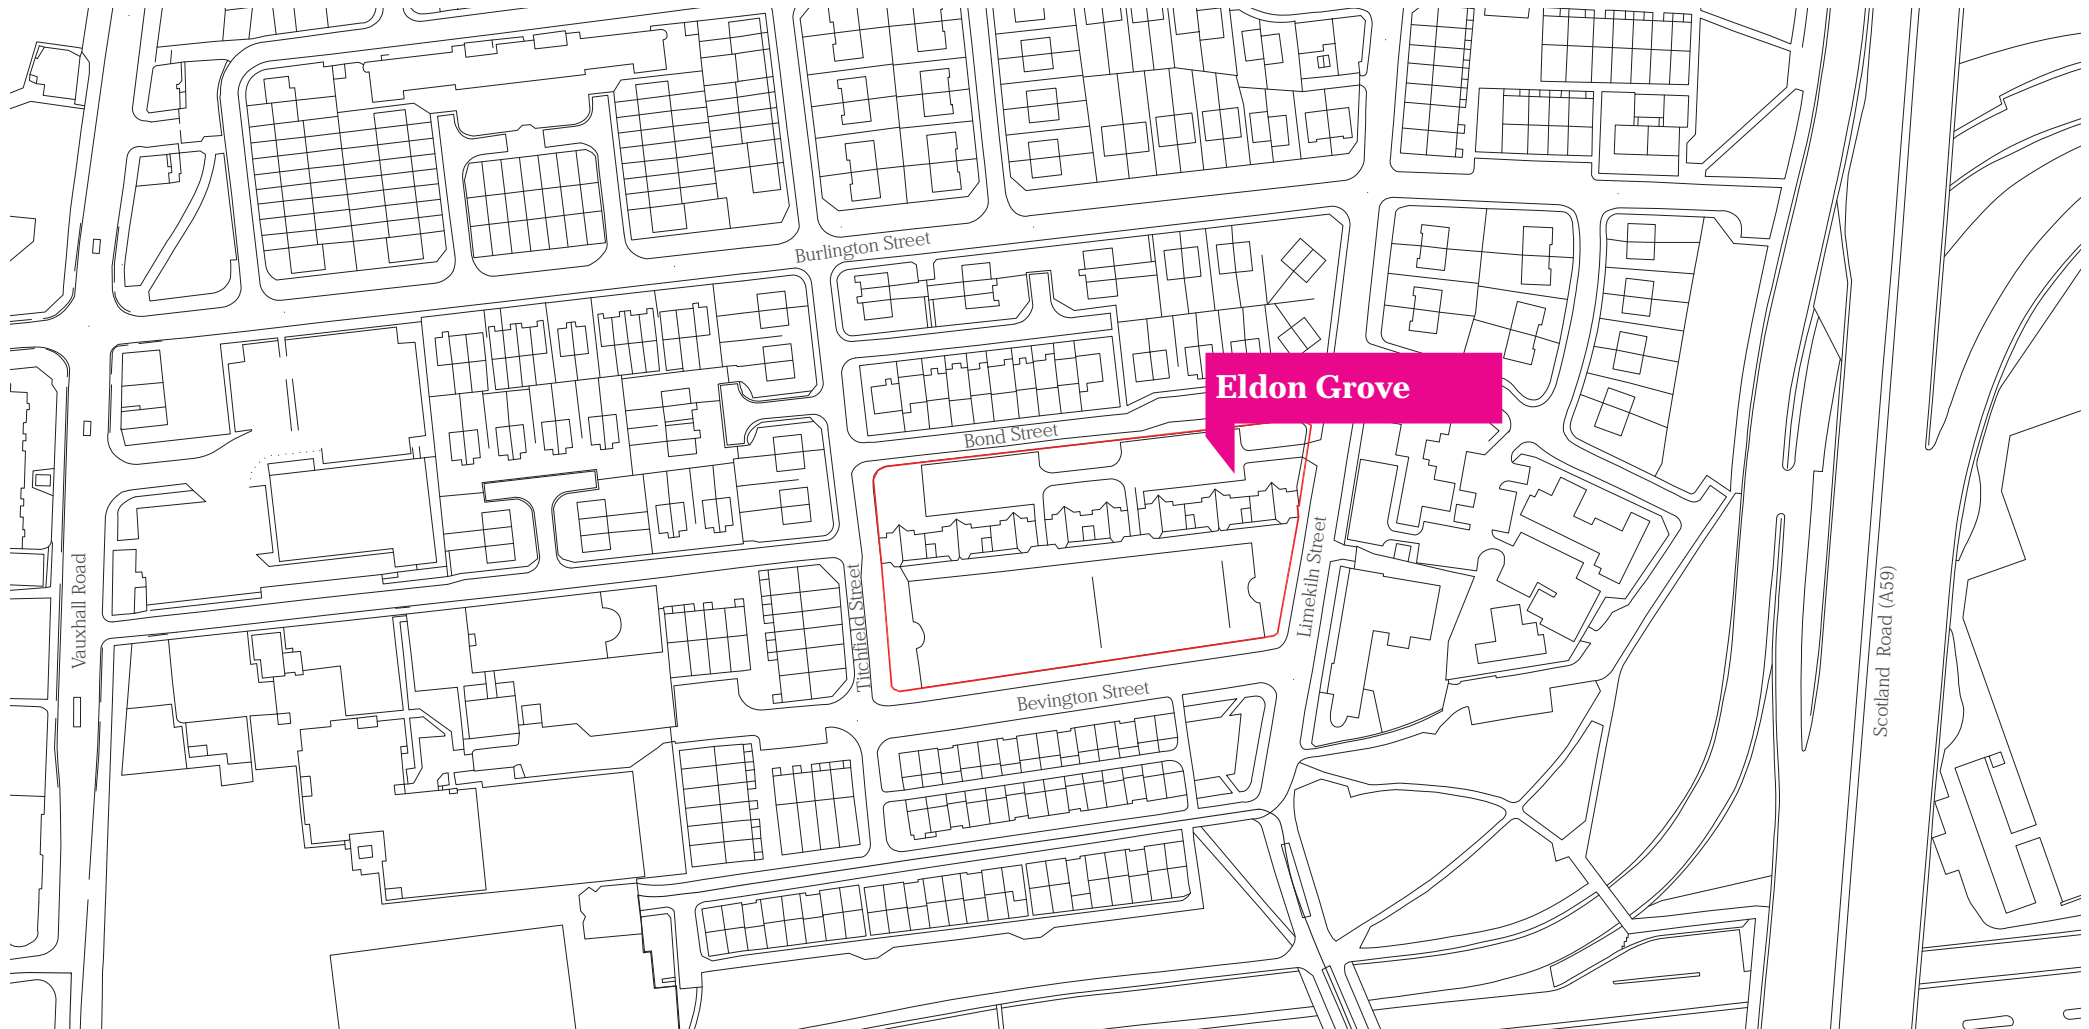 Burlington Street
Eldon Grove
Bond Street
Vauxhall Road
Titchfield Street
Limekiln Street
Scotland Road (A59)
Bevington Street